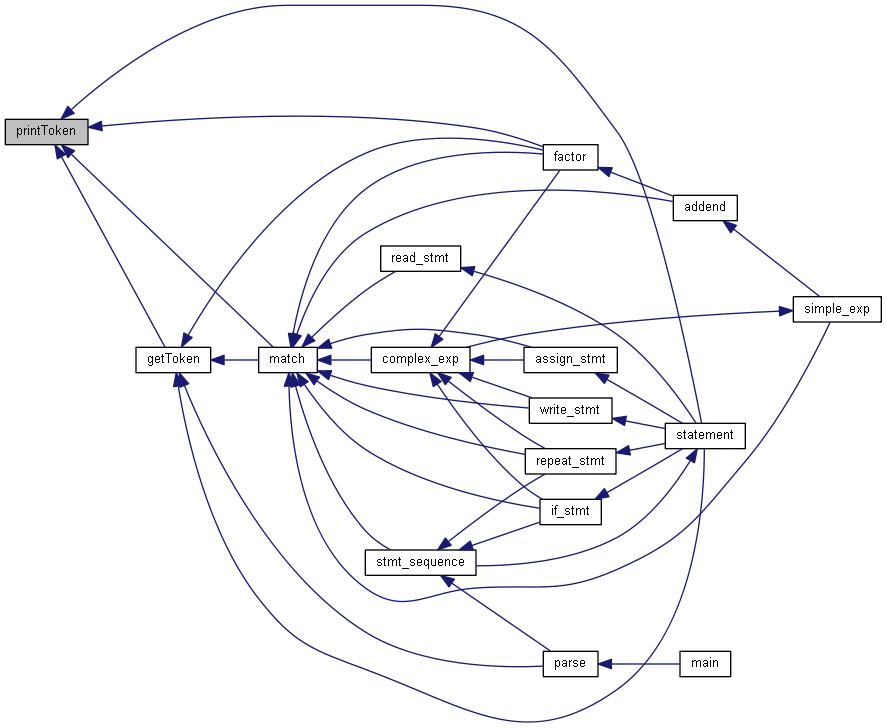 printToken
factor
addend
read_stmt
simple_exp
getToken
match
complex_exp
assign_stmt
write_stmt
statement
repeat_stmt
if_stmt
stmt_sequence
parse
main